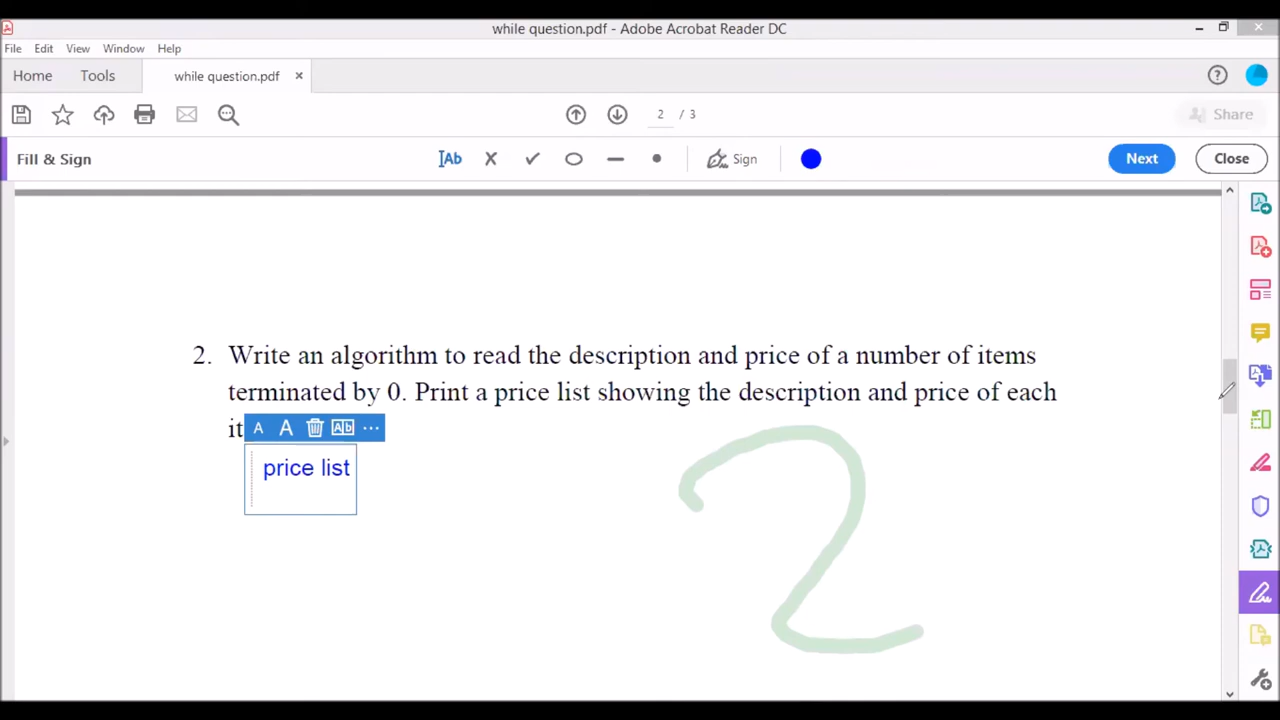 while question.pdf - Adobe Acrobat Reader DC
File Edit View Window Help
Home Tools while question.pdf ×
2 / 3 Share
Fill & Sign IAb Sign Next Close
2. Write an algorithm to read the description and price of a number of items
terminated by 0. Print a price list showing the description and price of each
it
A A Ab ...
price list
2